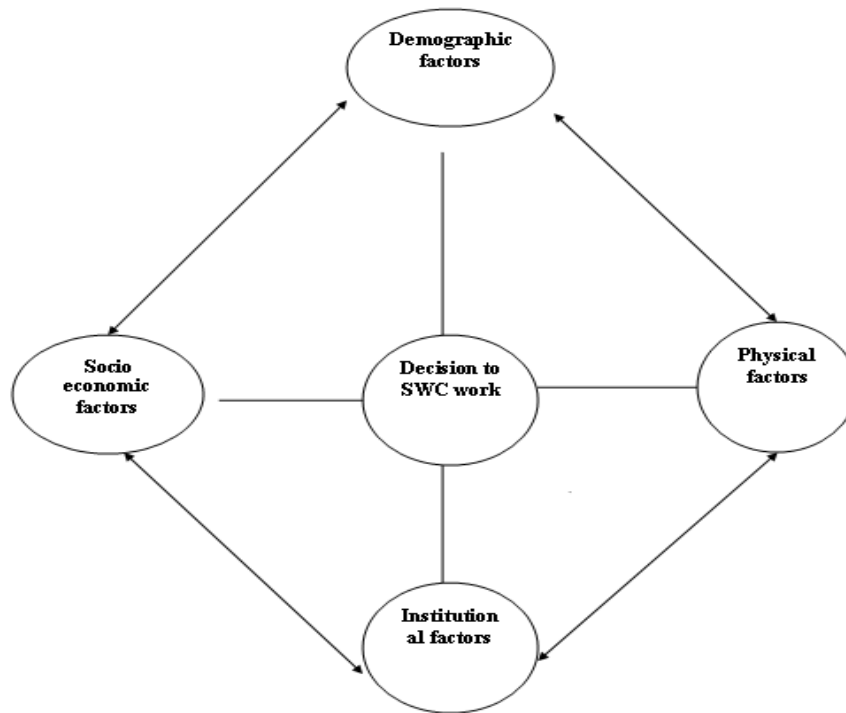 Demographic
factors
Socio
economic
factors
Decision to
SWC work
Physical
factors
Institution
al factors